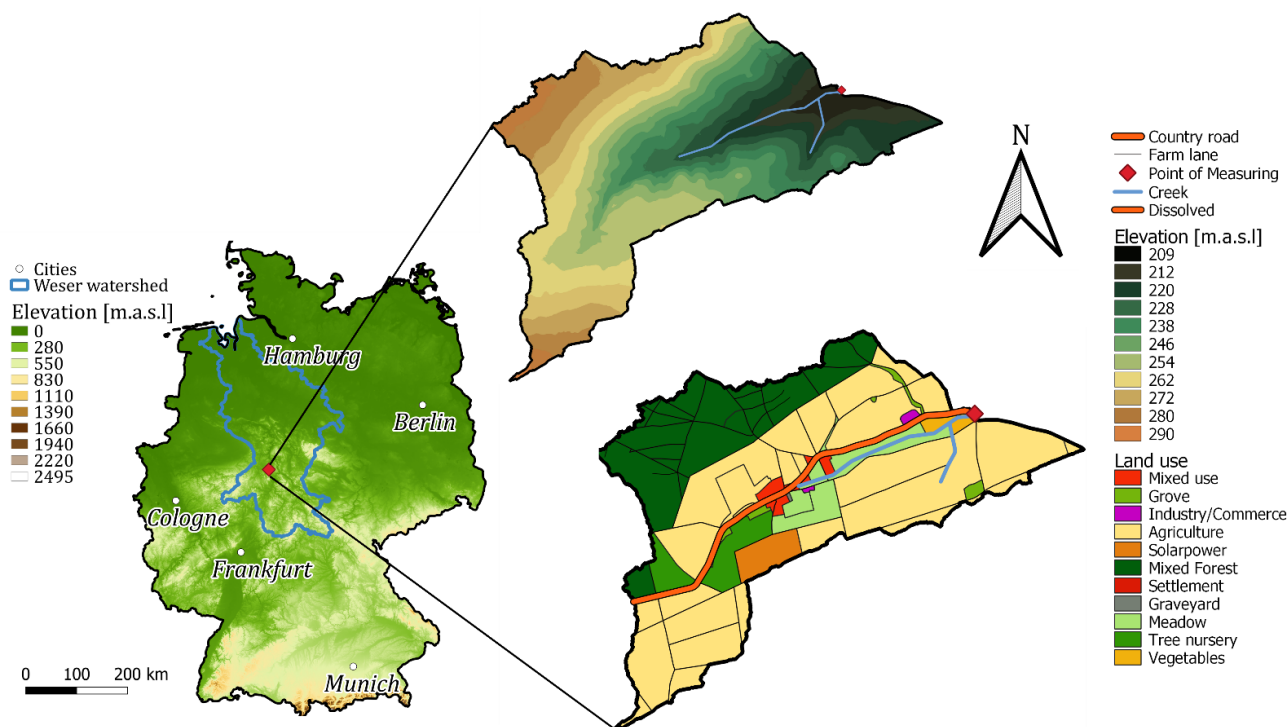 Cities
Weser watershed
Elevation [m.a.s.l]
0
280
550
830
1110
1390
1660
1940
2220
2495
Hamburg
Berlin
Cologne
Frankfurt
Munich
0 100 200 km
N
Country road
Farm lane
Point of Measuring
Creek
Dissolved
Elevation [m.a.s.l]
209
212
220
228
238
246
254
262
272
280
290
Land use
Mixed use
Grove
Industry/Commerce
Agriculture
Solarpower
Mixed Forest
Settlement
Graveyard
Meadow
Tree nursery
Vegetables